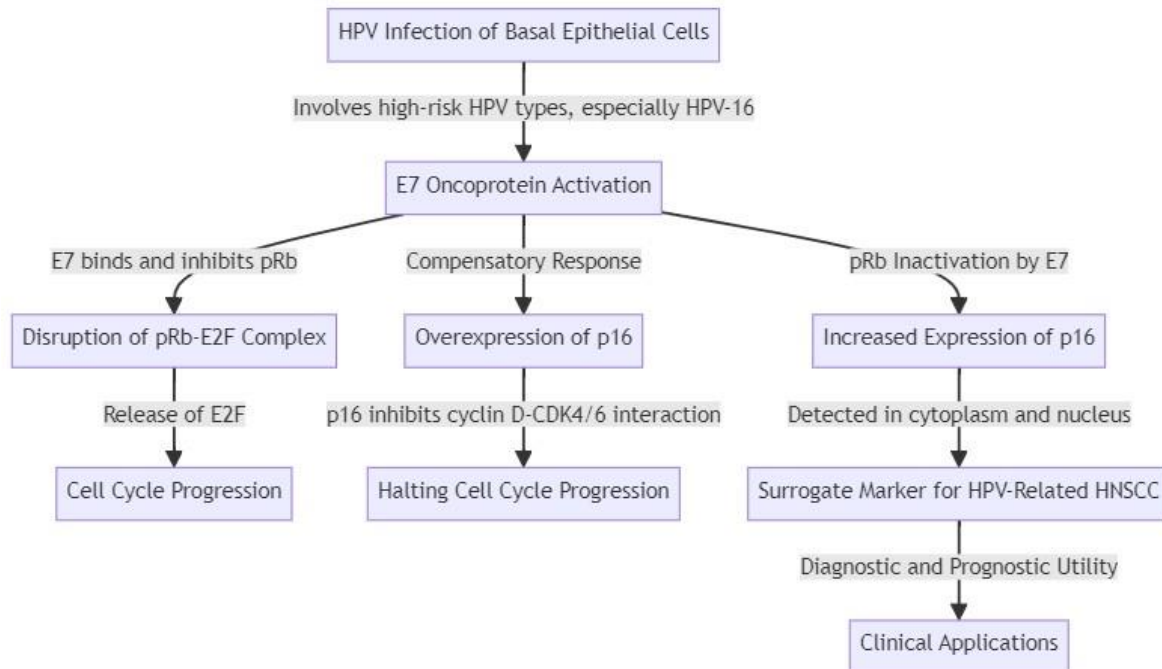 HPV Infection of Basal Epithelial Cells
Involves high-risk HPV types, especially HPV-16
E7 Oncoprotein Activation
E7 binds and inhibits pRb
Compensatory Response
pRb Inactivation by E7
Disruption of pRb-E2F Complex
Overexpression of p16
Increased Expression of p16
Release of E2F
p16 inhibits cyclin D-CDK4/6 interaction
Detected in cytoplasm and nucleus
Cell Cycle Progression
Halting Cell Cycle Progression
Surrogate Marker for HPV-Related HNSCC
Diagnostic and Prognostic Utility
Clinical Applications